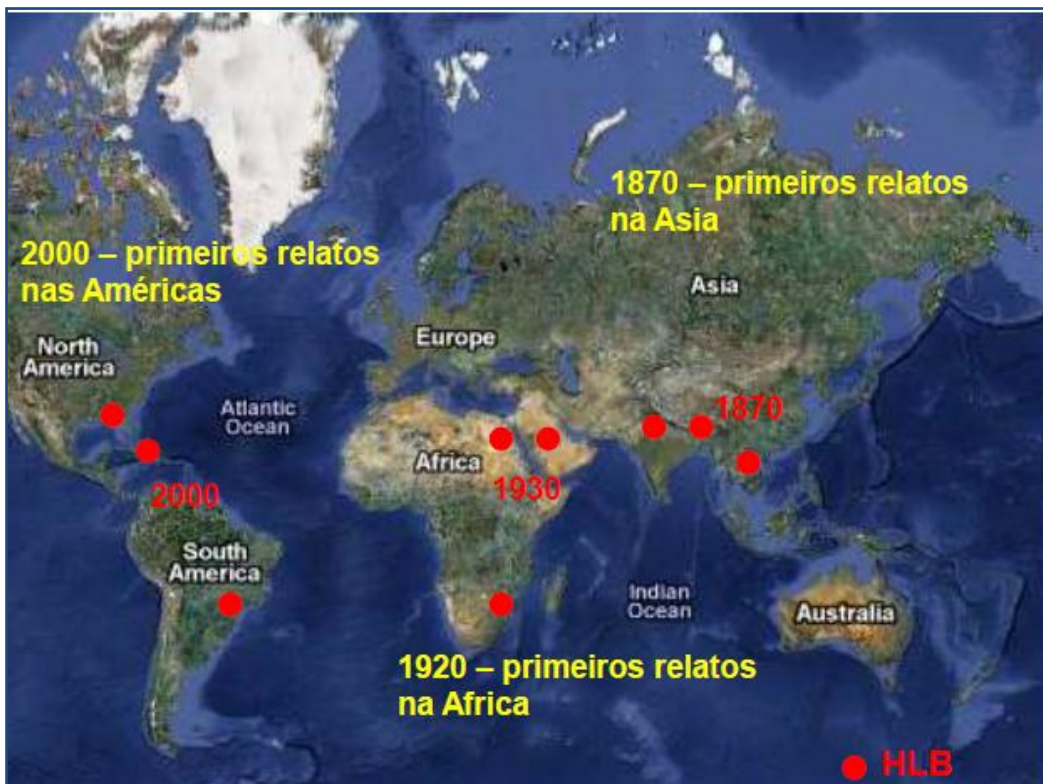 1870 – primeiros relatos
na Asia
2000 – primeiros relatos
nas Américas
Asia
Europe
North
America
Atlantic
Ocean
1870
Africa
1930
2000
South
America
Indian
Ocean
Australia
1920 – primeiros relatos
na Africa
HLB